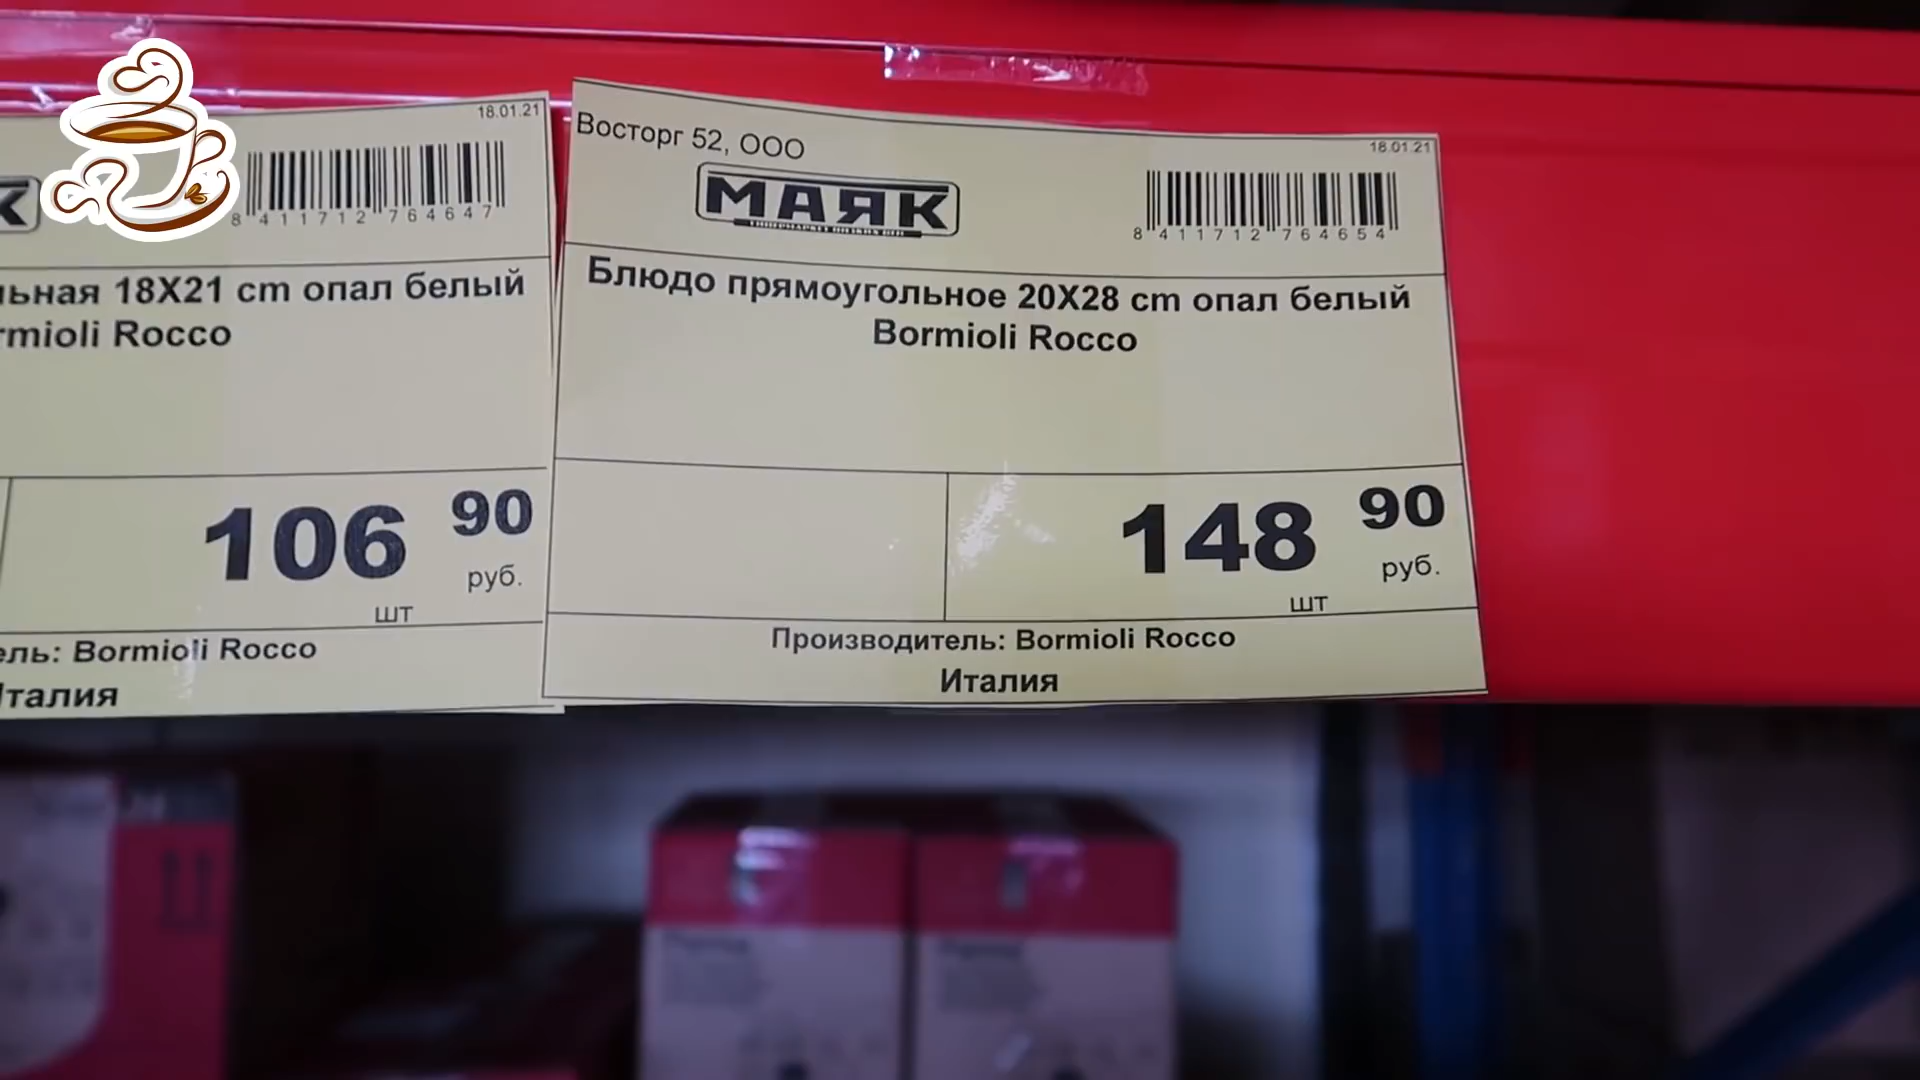 18.01.21
8 411712 764647
ьная 18X21 cm опал белый
rmioli Rocco
106 90
руб.
шт
ель: Bormioli Rocco
Италия
Восторг 52, ООО
18.01.21
МАЯК
8 411712 764654
Блюдо прямоугольное 20X28 cm опал белый
Bormioli Rocco
148 90
руб.
шт
Производитель: Bormioli Rocco
Италия